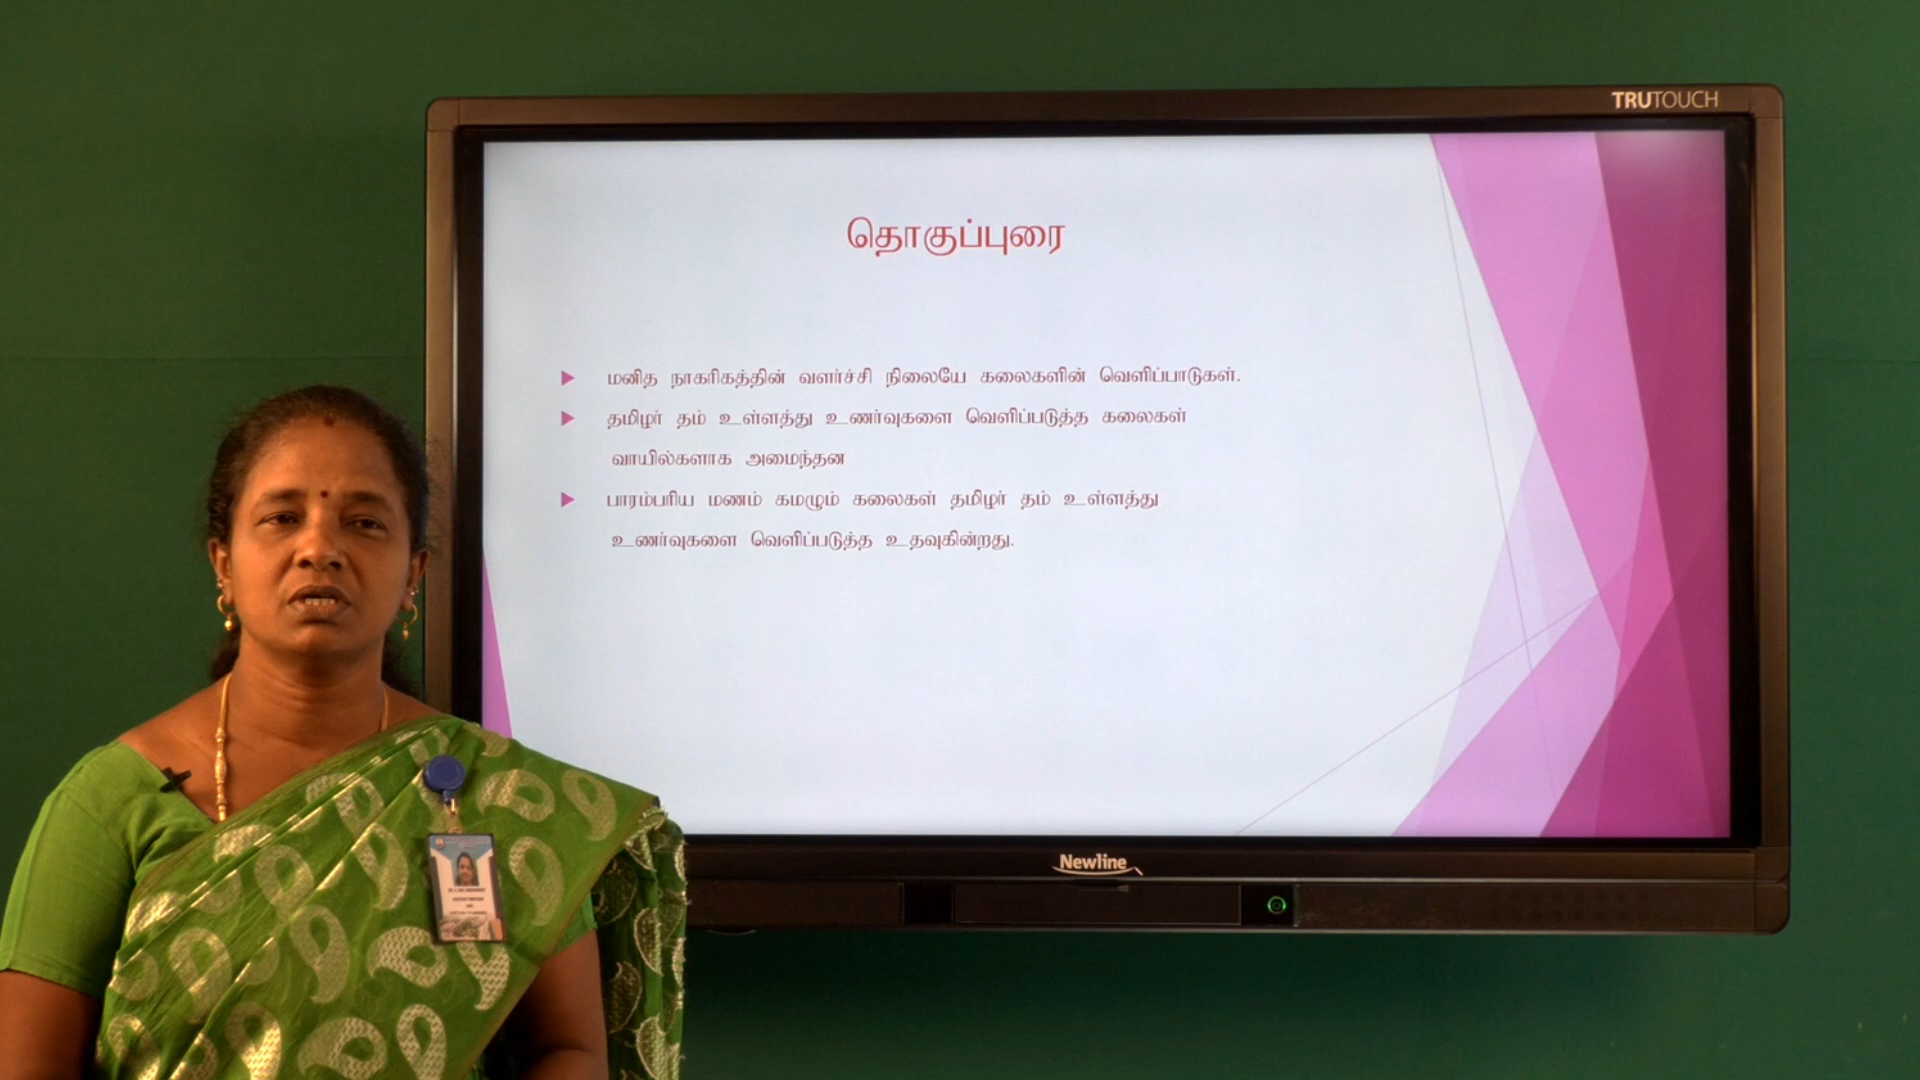 TRUTOUCH
தொகுப்புரை
மனித நாகரிகத்தின் வளர்ச்சி நிலையே கலைகளின் வெளிப்பாடுகள்.
தமிழர் தம் உள்ளத்து உணர்வுகளை வெளிப்படுத்த கலைகள்
வாயில்களாக அமைந்தன
பாரம்பரிய மணம் கமழும் கலைகள் தமிழர் தம் உள்ளத்து
உணர்வுகளை வெளிப்படுத்த உதவுகின்றது.
Newline